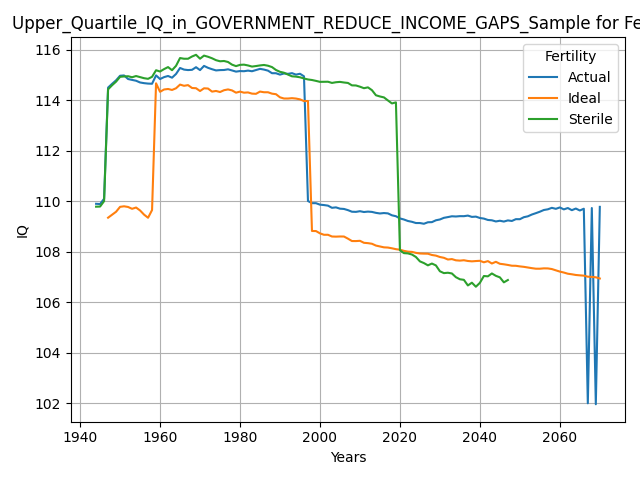 Upper_Quartile_IQ_in_GOVERNMENT_REDUCE_INCOME_GAPS_Sample for Fe
116
114
112
110
108
106
104
102
IQ
Fertility
Actual
Ideal
Sterile
1940 1960 1980 2000 2020 2040 2060
Years